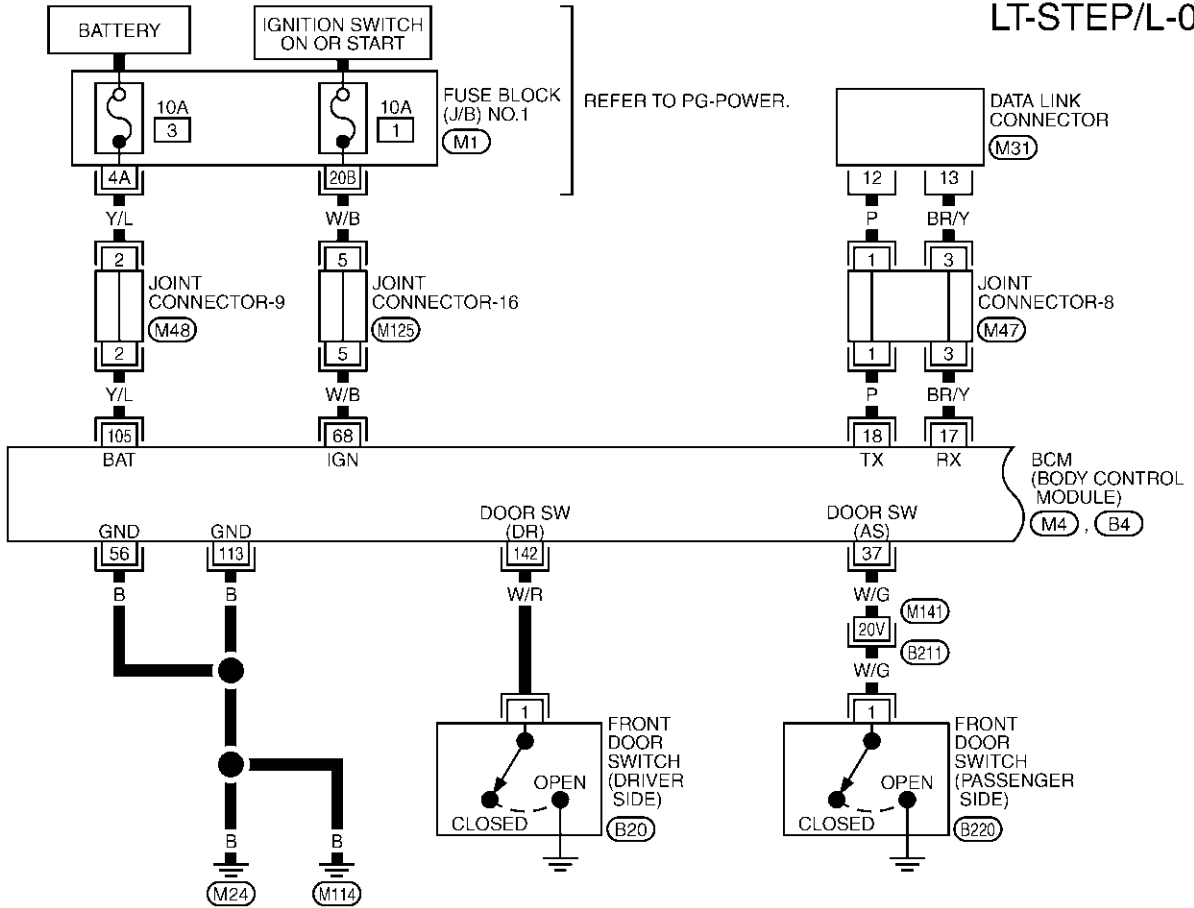 LT-STEP/L-0
BATTERY
IGNITION SWITCH
ON OR START
10A
3
10A
1
FUSE BLOCK
(J/B) NO.1
M1
REFER TO PG-POWER.
DATA LINK
CONNECTOR
M31
4A
20B
12
13
Y/L
W/B
P
BR/Y
2
5
1
3
JOINT
CONNECTOR-9
M48
JOINT
CONNECTOR-16
M125
JOINT
CONNECTOR-8
M47
2
5
1
3
Y/L
W/B
P
BR/Y
105
68
18
17
BAT
IGN
TX
RX
BCM
(BODY CONTROL
MODULE)
M4 , B4
GND
GND
DOOR SW
(DR)
DOOR SW
(AS)
56
113
142
37
B
B
W/R
W/G
M141
20V
B211
W/G
1
1
FRONT
DOOR
SWITCH
(DRIVER
SIDE)
B20
OPEN
CLOSED
FRONT
DOOR
SWITCH
(PASSENGER
SIDE)
B220
OPEN
CLOSED
B
B
M24
M114